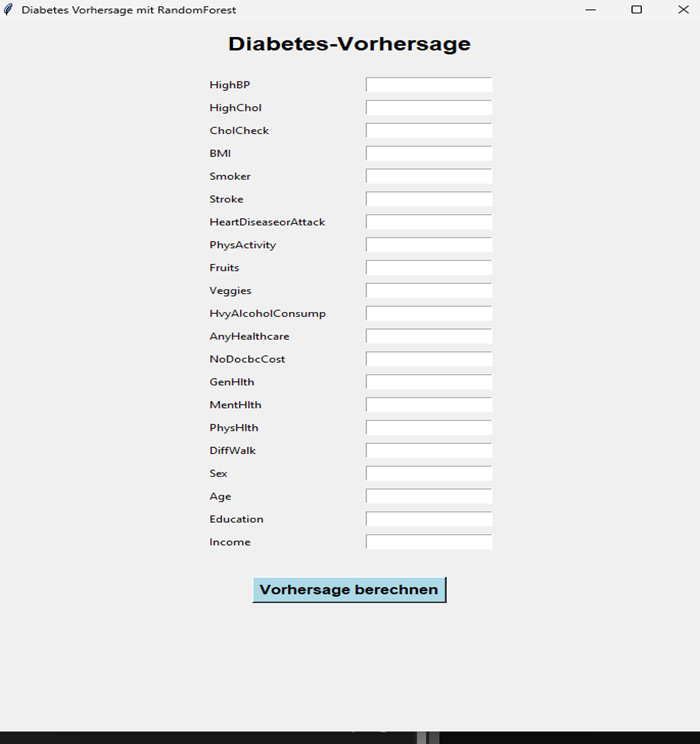 Diabetes Vorhersage mit RandomForest
Diabetes-Vorhersage
HighBP
HighChol
CholCheck
BMI
Smoker
Stroke
HeartDiseaseorAttack
PhysActivity
Fruits
Veggies
HvyAlcoholConsump
AnyHealthcare
NoDocbcCost
GenHlth
MentHlth
PhysHlth
DiffWalk
Sex
Age
Education
Income
Vorhersage berechnen